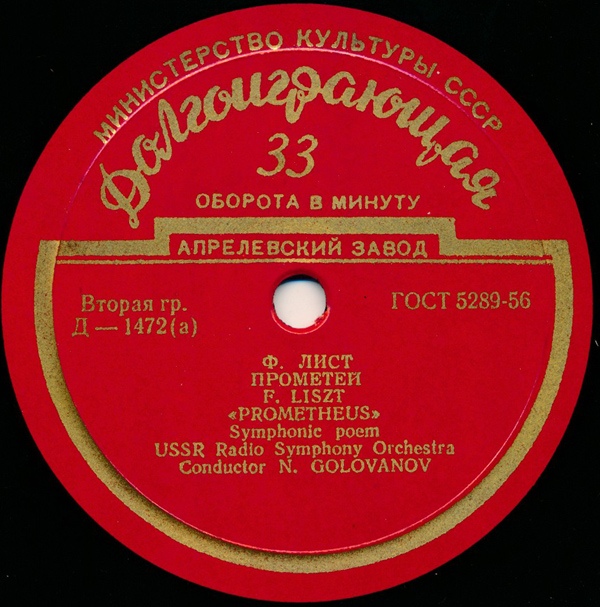 МИНИСТЕРСТВО КУЛЬТУРЫ СССР
Долгоиграющая
33
ОБОРОТА В МИНУТУ
АПРЕЛЕВСКИЙ ЗАВОД
Вторая гр.
Д — 1472(а)
ГОСТ 5289-56
Ф. ЛИСТ
ПРОМЕТЕЙ
F. LISZT
«PROMETHEUS»
Symphonic poem
USSR Radio Symphony Orchestra
Conductor N. GOLOVANOV